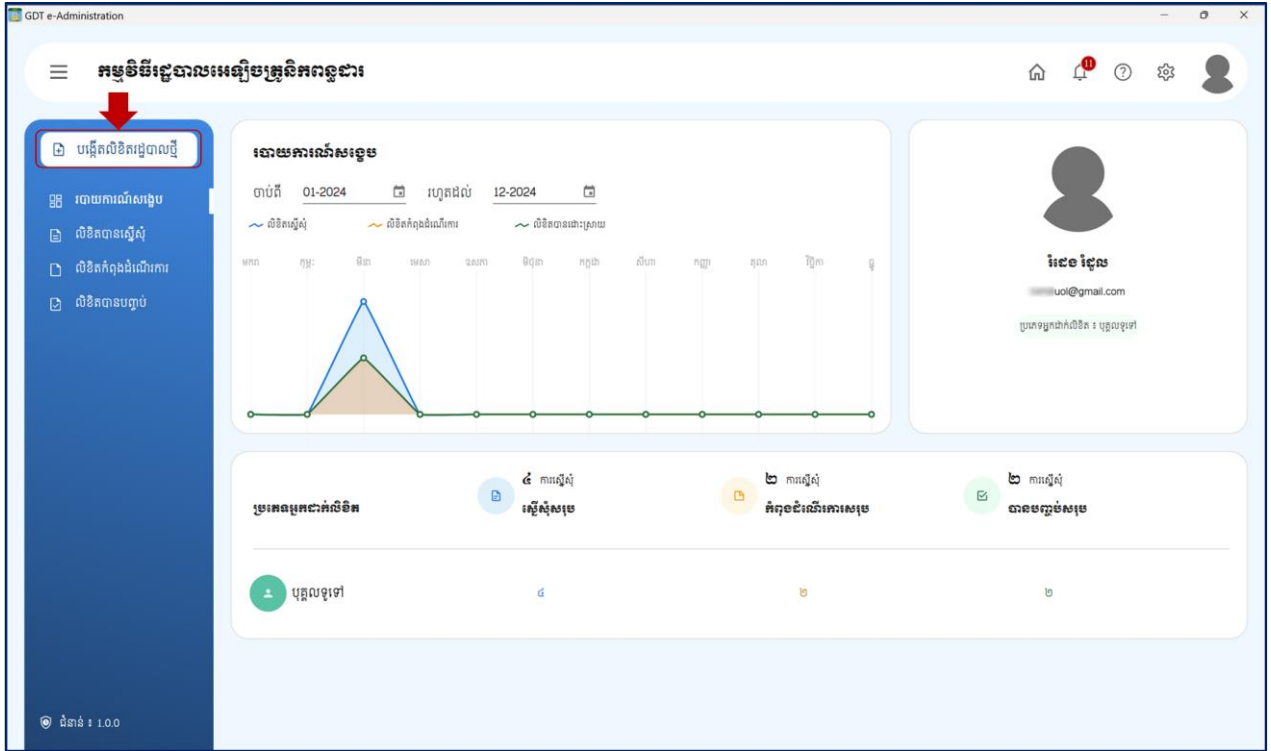 GDT e-Administration
កម្មវិធីរដ្ឋបាលអេឡិចត្រូនិកពន្ធដារ
11
បង្កើតលិខិតរដ្ឋបាលថ្មី
របាយការណ៍សង្ខេប
លិខិតបានស្នើសុំ
លិខិតកំពុងដំណើរការ
លិខិតបានបញ្ចប់
ជំនាន់ ៖ 1.0.0
របាយការណ៍សង្ខេប
ចាប់ពី 01-2024 រហូតដល់ 12-2024
លិខិតស្នើសុំ លិខិតកំពុងដំណើរការ លិខិតបានដោះស្រាយ
មករា កុម្ភៈ មីនា មេសា ឧសភា មិថុនា កក្កដា សីហា កញ្ញា តុលា វិច្ឆិកា ធ្នូ
រំដេង រំដួល
uol@gmail.com
ប្រភេទអ្នកដាក់លិខិត ៖ បុគ្គលទូទៅ
ប្រភេទអ្នកដាក់លិខិត
៤ ការស្នើសុំ
ស្នើសុំសរុប
២ ការស្នើសុំ
កំពុងដំណើរការសរុប
២ ការស្នើសុំ
បានបញ្ចប់សរុប
បុគ្គលទូទៅ ៤ ២ ២